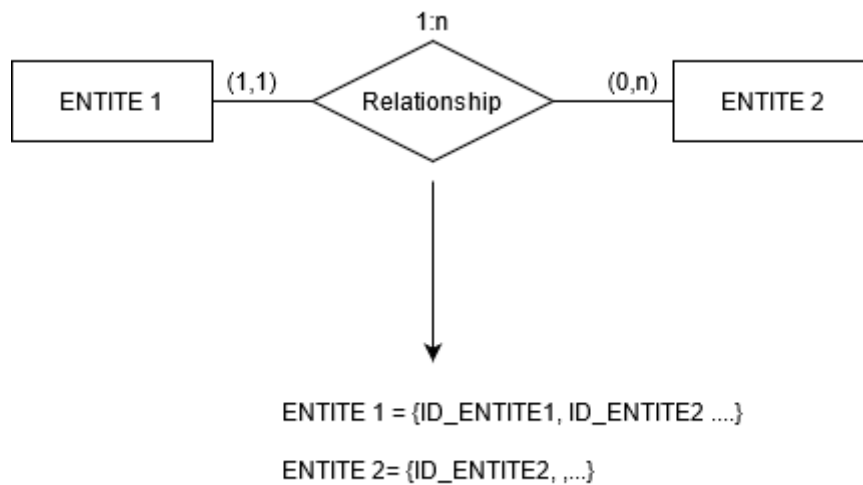 1:n
ENTITE 1
(1,1)
Relationship
(0,n)
ENTITE 2
ENTITE 1 = {ID_ENTITE1, ID_ENTITE2 ....}
ENTITE 2= {ID_ENTITE2, ,...}